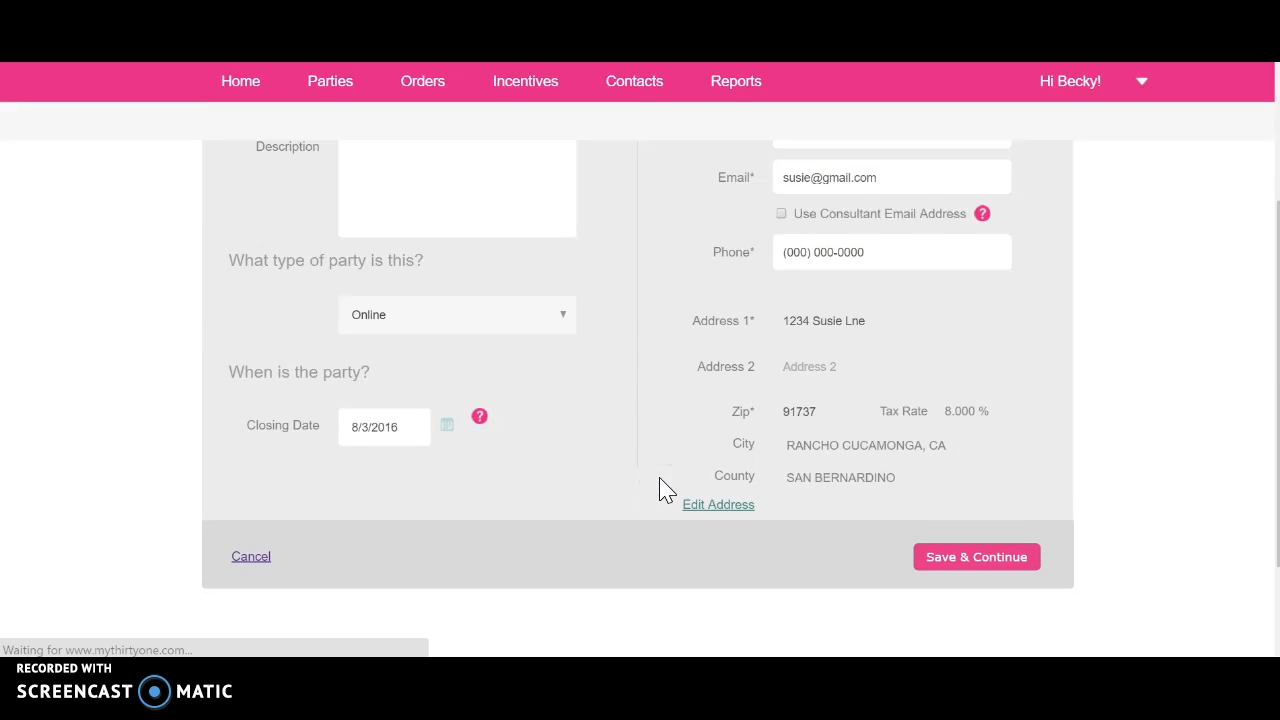 Home Parties Orders Incentives Contacts Reports Hi Becky!
Description
What type of party is this?
Online
When is the party?
Closing Date 8/3/2016 ?
Email* susie@gmail.com
Use Consultant Email Address ?
Phone* (000) 000-0000
Address 1* 1234 Susie Lne
Address 2 Address 2
Zip* 91737 Tax Rate 8.000 %
City RANCHO CUCAMONGA, CA
County SAN BERNARDINO
Edit Address
Cancel Save & Continue
Waiting for www.mythirtyone.com...
RECORDED WITH
SCREENCAST MATIC